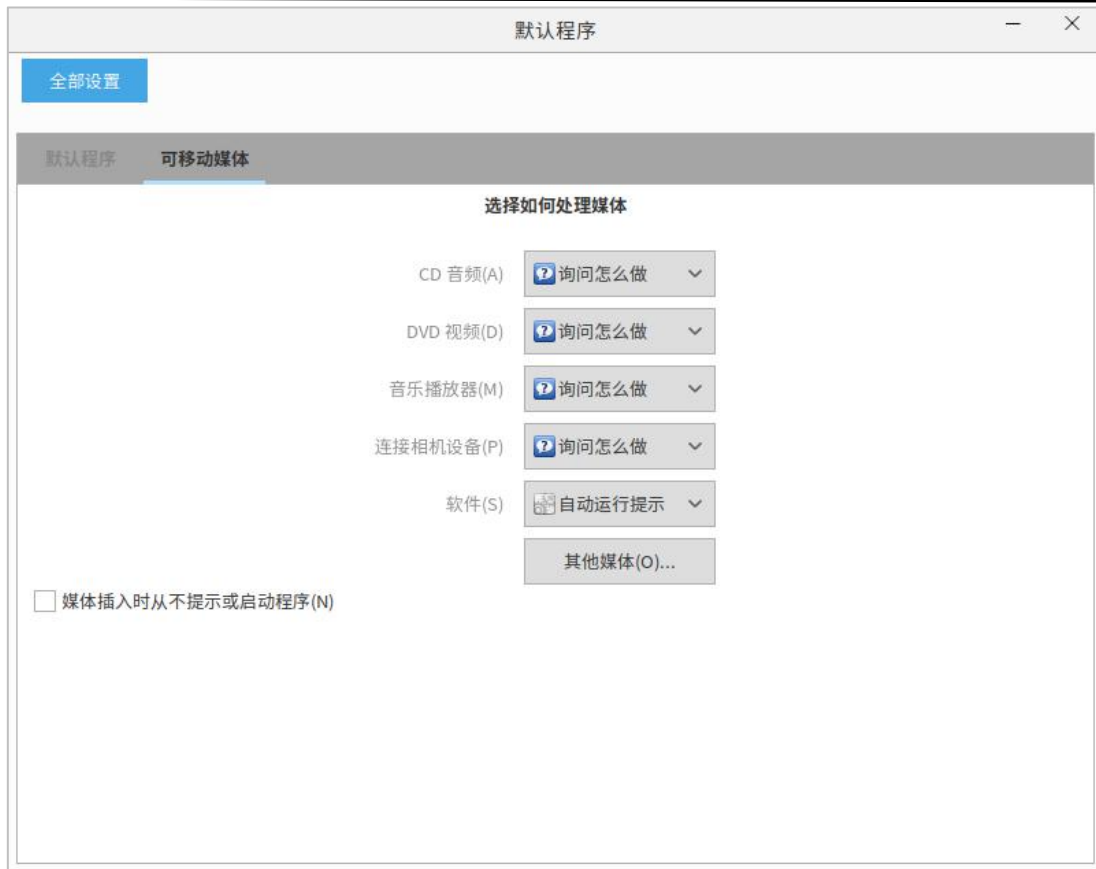 默认程序
全部设置
默认程序 可移动媒体
选择如何处理媒体
CD 音频(A) 询问怎么做
DVD 视频(D) 询问怎么做
音乐播放器(M) 询问怎么做
连接相机设备(P) 询问怎么做
软件(S) 自动运行提示
其他媒体(O)...
媒体插入时从不提示或启动程序(N)